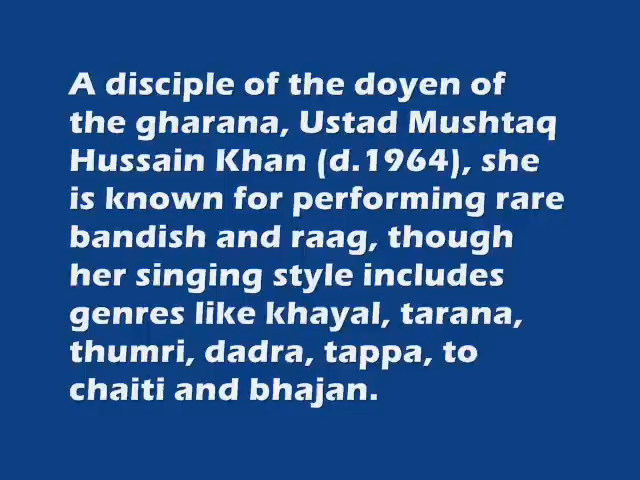 A disciple of the doyen of
the gharana, Ustad Mushtaq
Hussain Khan (d.1964), she
is known for performing rare
bandish and raag, though
her singing style includes
genres like khayal, tarana,
thumri, dadra, tappa, to
chaiti and bhajan.